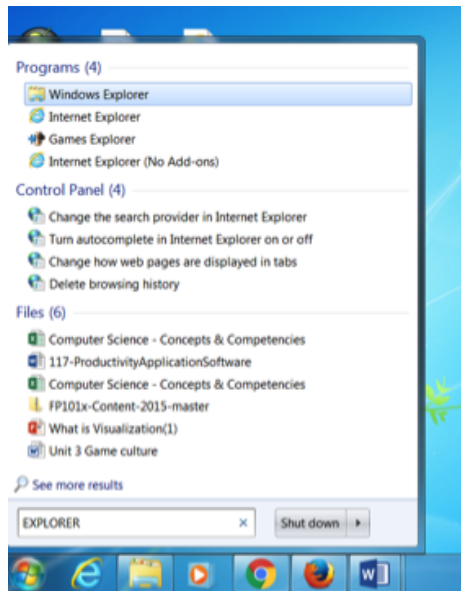 Programs (4)
Windows Explorer
Internet Explorer
Games Explorer
Internet Explorer (No Add-ons)
Control Panel (4)
Change the search provider in Internet Explorer
Turn autocomplete in Internet Explorer on or off
Change how web pages are displayed in tabs
Delete browsing history
Files (6)
Computer Science - Concepts & Competencies
117-ProductivityApplicationSoftware
Computer Science - Concepts & Competencies
FP101x-Content-2015-master
What is Visualization(1)
Unit 3 Game culture
See more results
EXPLORER Shut down